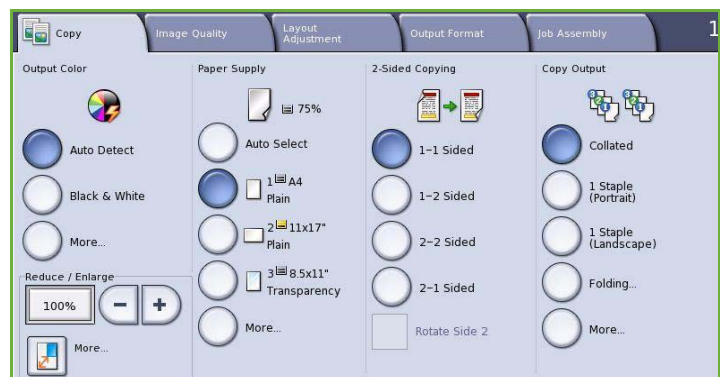 Copy
Image Quality
Layout
Adjustment
Output Format
Job Assembly
1
Output Color
Auto Detect
Black & White
More...
Reduce / Enlarge
100%
More...
Paper Supply
75%
Auto Select
1 A4
Plain
2 11x17"
Plain
3 8.5x11"
Transparency
More...
2-Sided Copying
1-1 Sided
1-2 Sided
2-2 Sided
2-1 Sided
Rotate Side 2
Copy Output
Collated
1 Staple
(Portrait)
1 Staple
(Landscape)
Folding...
More...